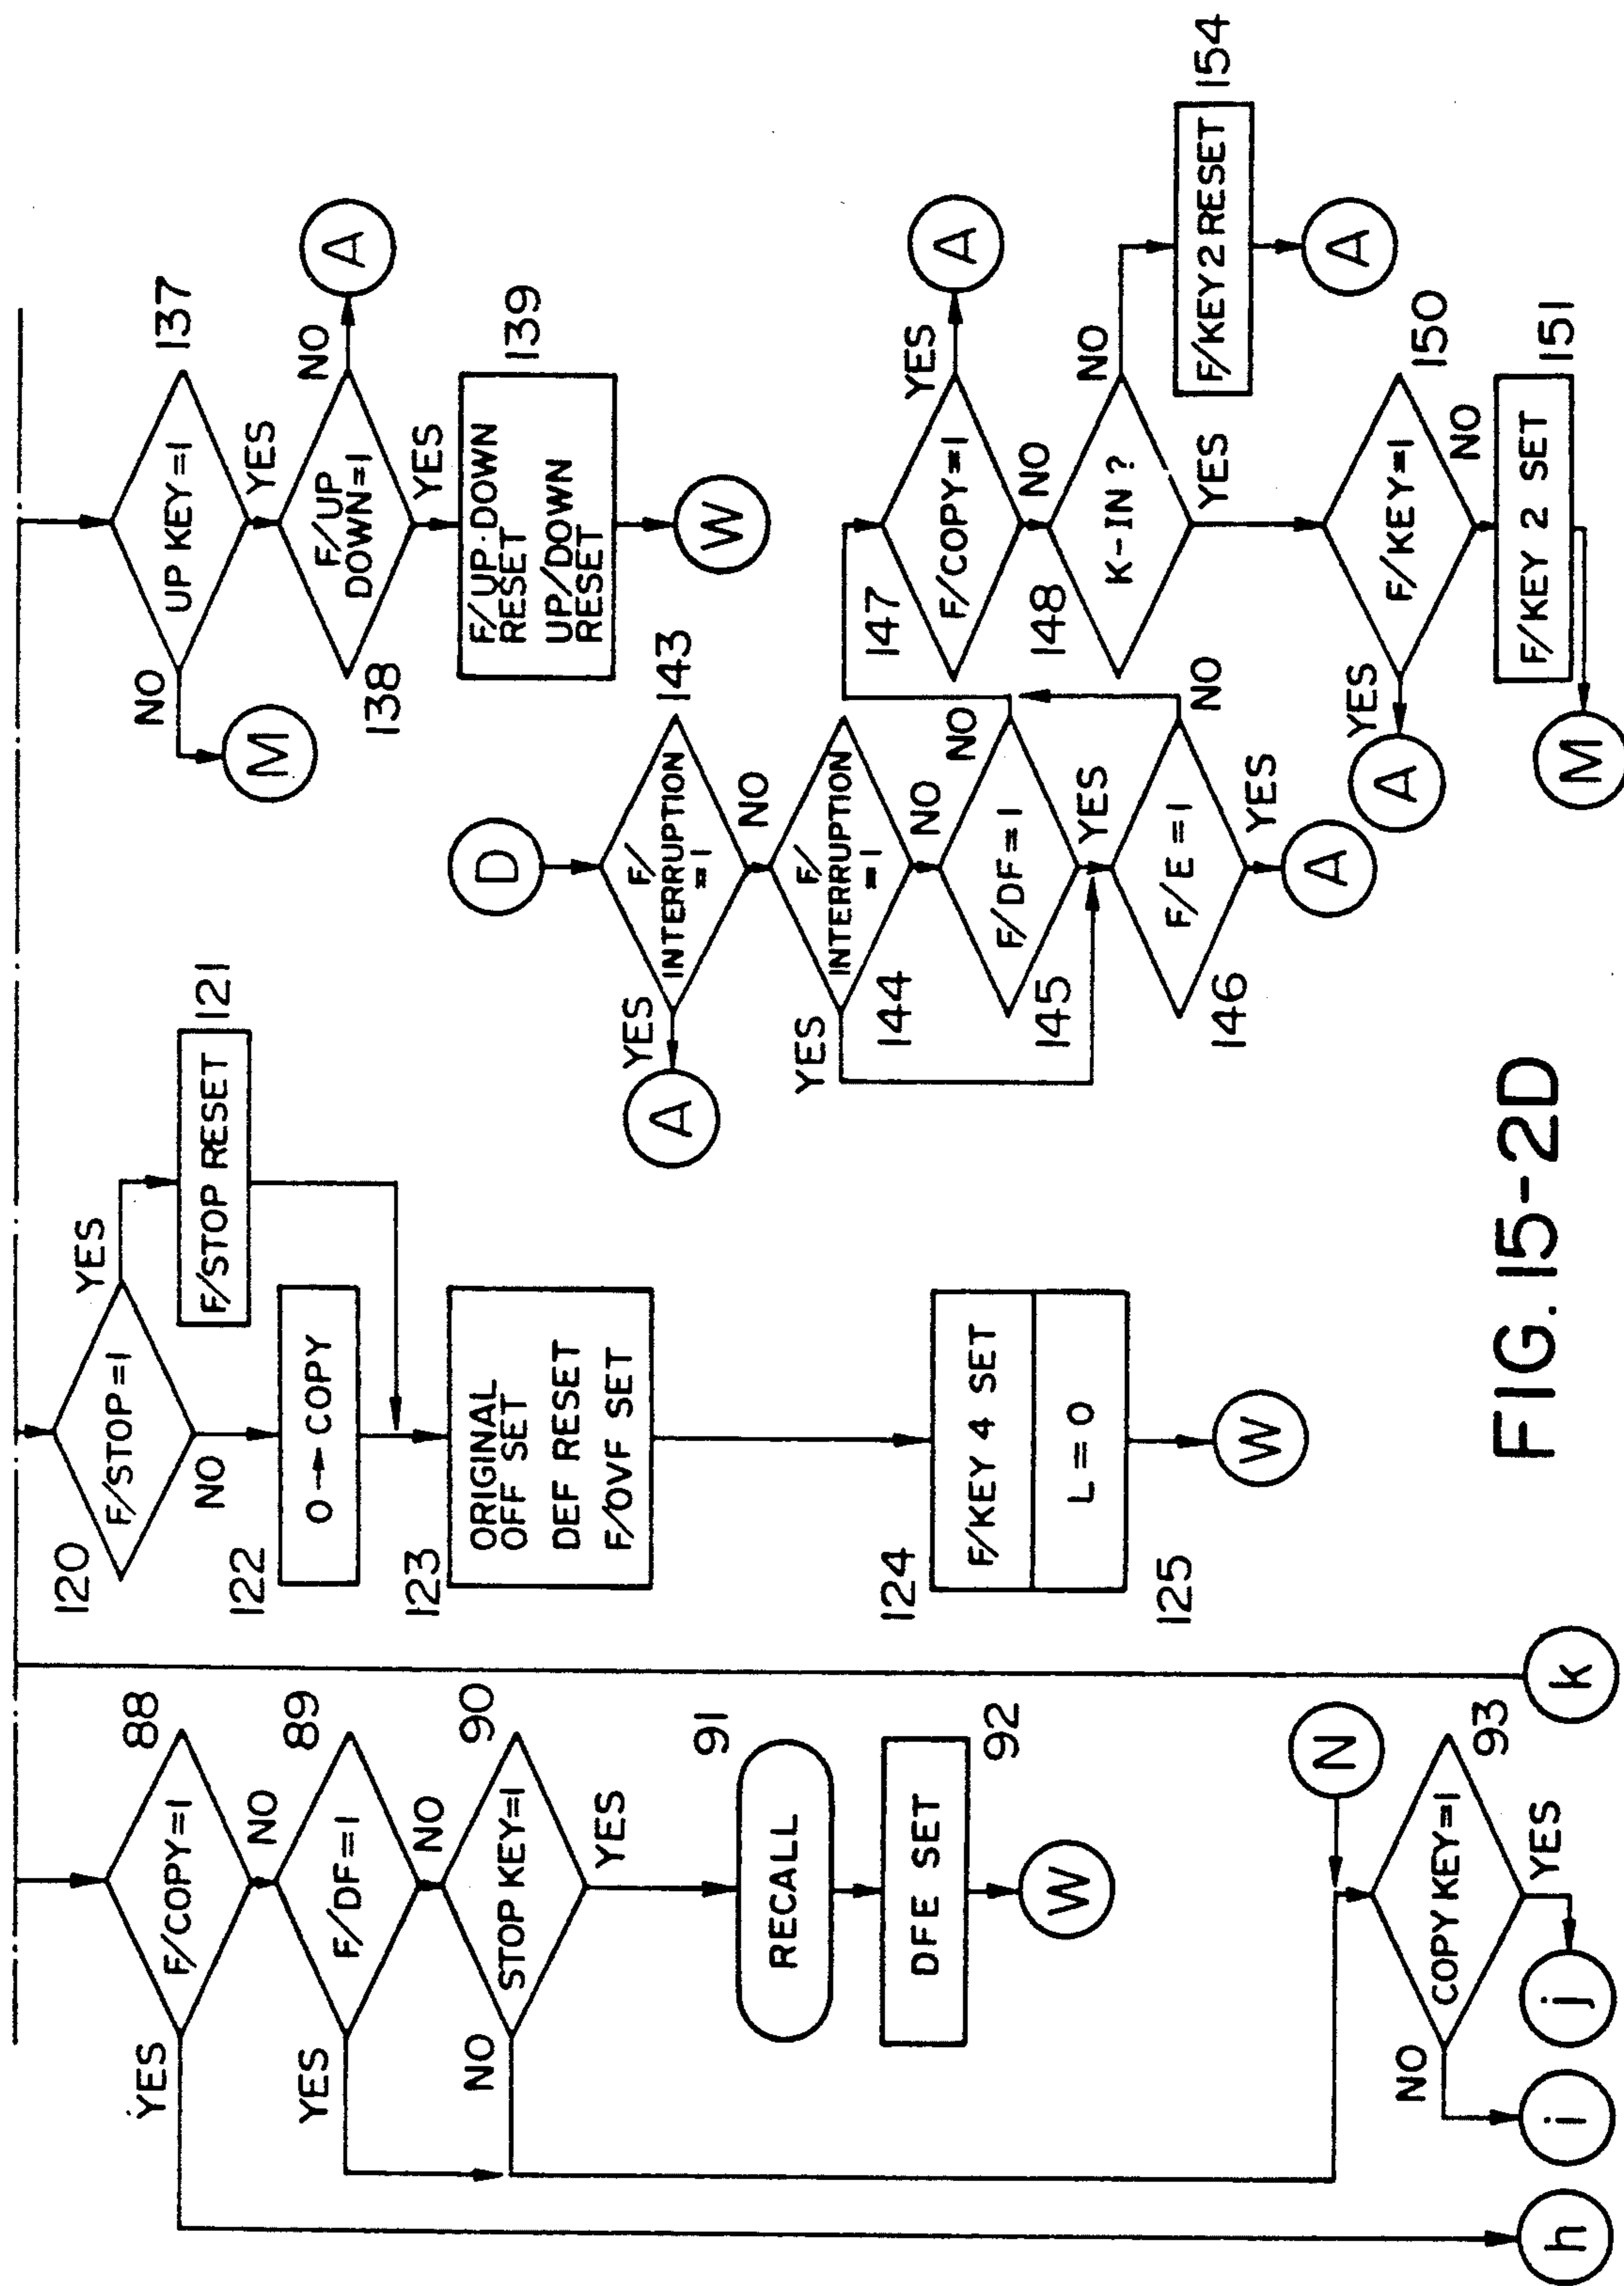 88
F/COPY=1
YES
NO
89
F/DF=1
YES
NO
90
STOP KEY=1
NO
YES
91
RECALL
DFE SET
92
W
N
COPY KEY=1
93
NO
YES
h
i
j
k
120
F/STOP=1
YES
NO
F/STOP RESET
121
122
O→COPY
123
ORIGINAL
OFF SET
DEF RESET
F/OVF SET
124
F/KEY 4 SET
L=O
125
W
UP KEY=1
137
NO
YES
M
F/UP
DOWN=1
138
NO
A
YES
F/UP·DOWN
RESET
UP/DOWN
RESET
139
W
D
F/
INTERRUPTION
=1
143
YES
A
NO
F/
INTERRUPTION
=1
144
YES
NO
F/DF=1
145
NO
YES
F/E=1
146
NO
YES
A
147
F/COPY=1
YES
A
NO
148
K-IN ?
NO
F/KEY2 RESET
154
A
YES
F/KEY=1
150
YES
A
NO
F/KEY 2 SET
151
M
FIG. 15-2D